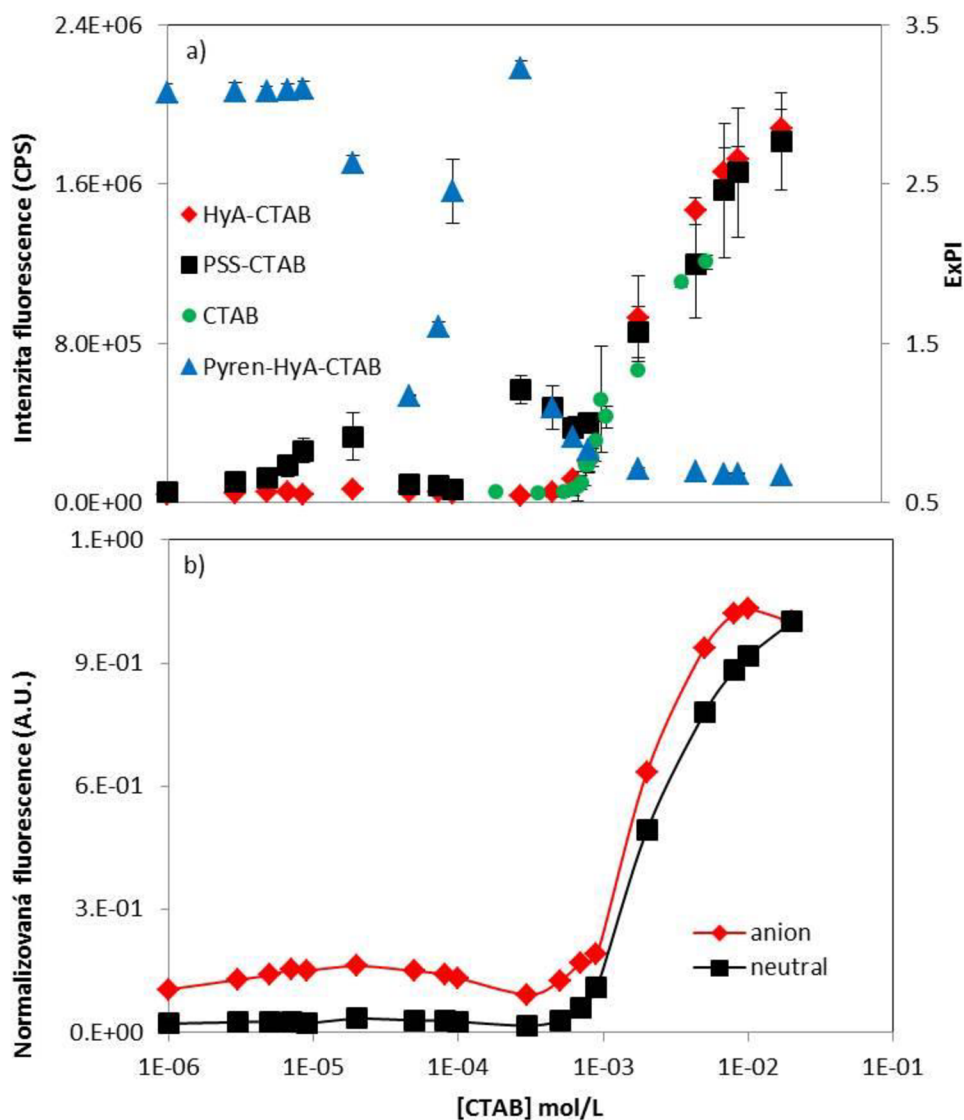 2.4E+06
3.5
a)
1.6E+06
2.5
HyA-CTAB
PSS-CTAB
CTAB
8.0E+05
1.5
Pyren-HyA-CTAB
0.0E+00
0.5
Intenzita fluorescence (CPS)
ExPI
1.E+00
b)
9.E-01
6.E-01
3.E-01
anion
neutral
0.E+00
Normalizovaná fluorescence (A.U.)
1E-06 1E-05 1E-04 1E-03 1E-02 1E-01
[CTAB] mol/L